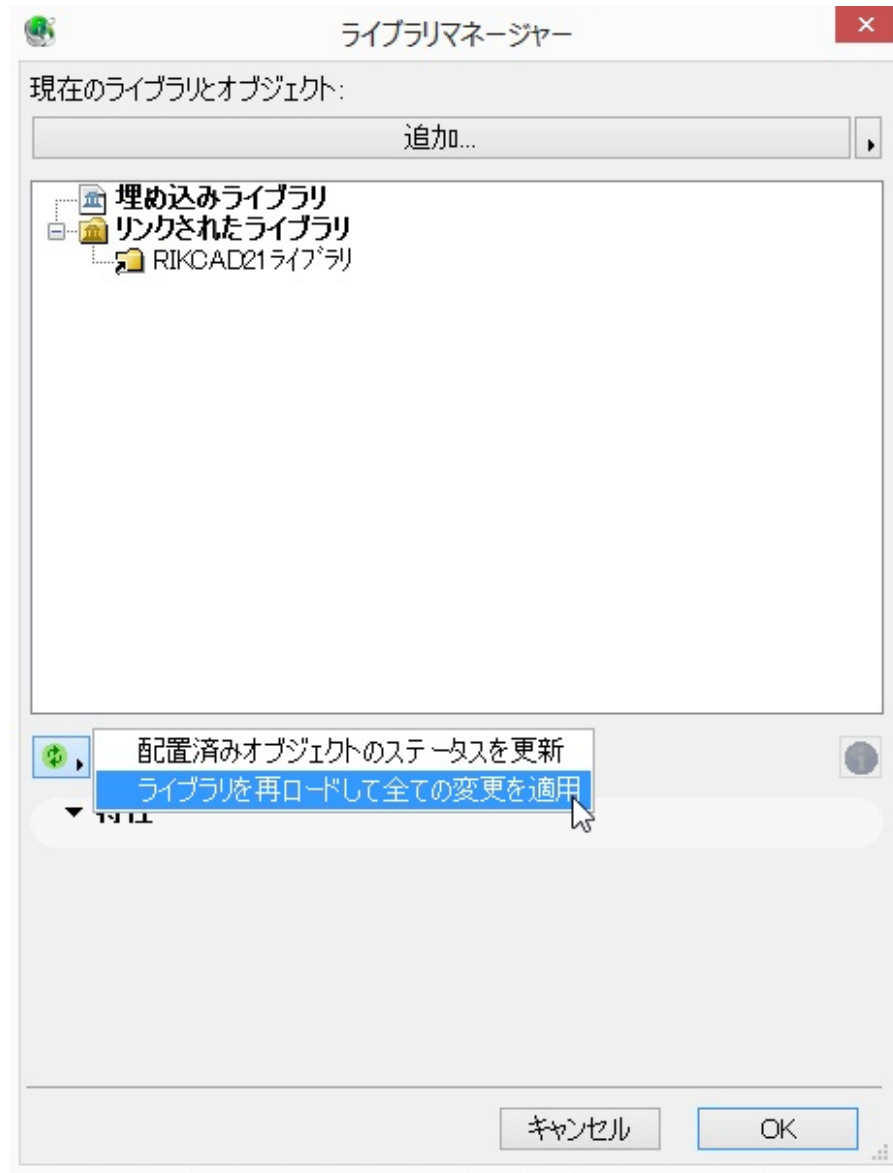 ライブラリマネージャー
現在のライブラリとオブジェクト:
追加...
埋め込みライブラリ
リンクされたライブラリ
RIKCAD21ライブラリ
配置済みオブジェクトのステータスを更新
ライブラリを再ロードして全ての変更を適用
キャンセル
OK